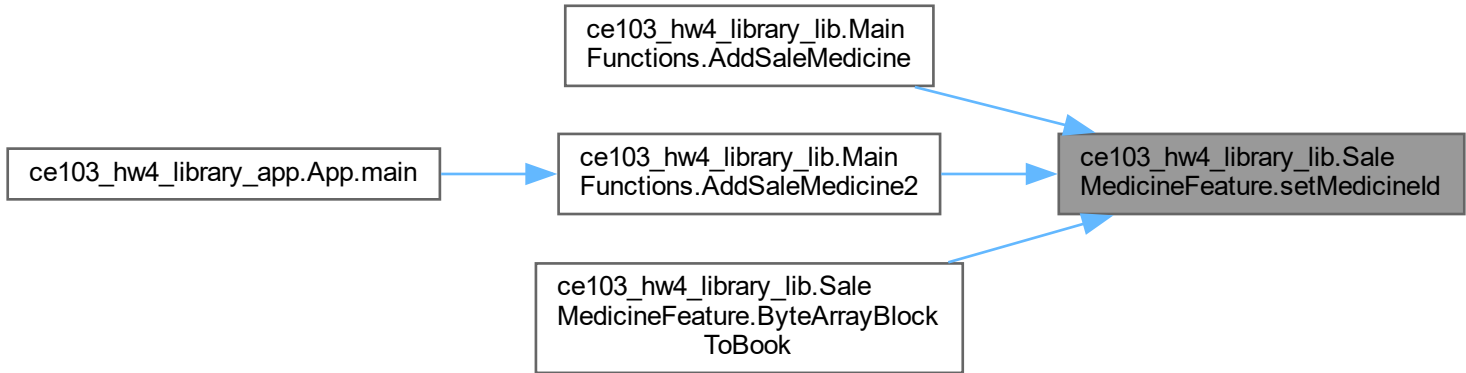 ce103_hw4_library_lib.Main
Functions.AddSaleMedicine
ce103_hw4_library_app.App.main
ce103_hw4_library_lib.Main
Functions.AddSaleMedicine2
ce103_hw4_library_lib.Sale
MedicineFeature.setMedicineId
ce103_hw4_library_lib.Sale
MedicineFeature.ByteArrayBlock
ToBook